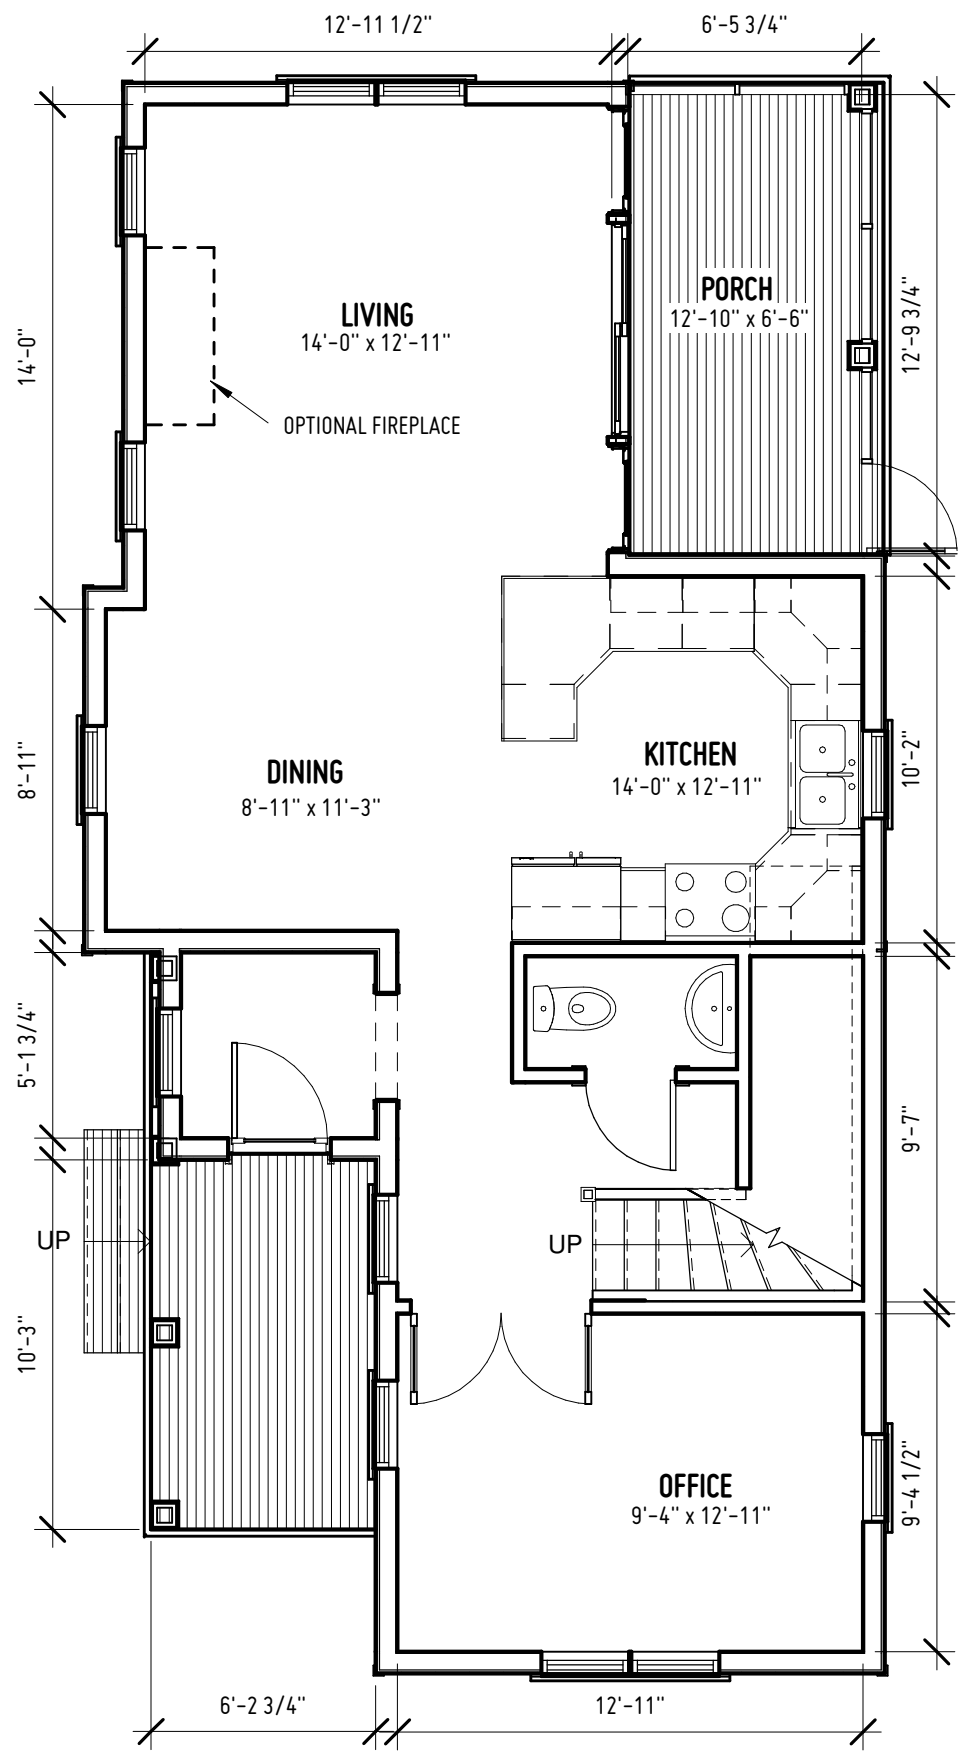 12'-11 1/2"
6'-5 3/4"
PORCH
12'-10" x 6'-6"
12'-9 3/4"
LIVING
14'-0" x 12'-11"
14'-0"
OPTIONAL FIREPLACE
KITCHEN
14'-0" x 12'-11"
10'-2"
DINING
8'-11" x 11'-3"
8'-11"
5'-1 3/4"
9'-7"
UP
UP
10'-3"
OFFICE
9'-4" x 12'-11"
9'-4 1/2"
6'-2 3/4"
12'-11"